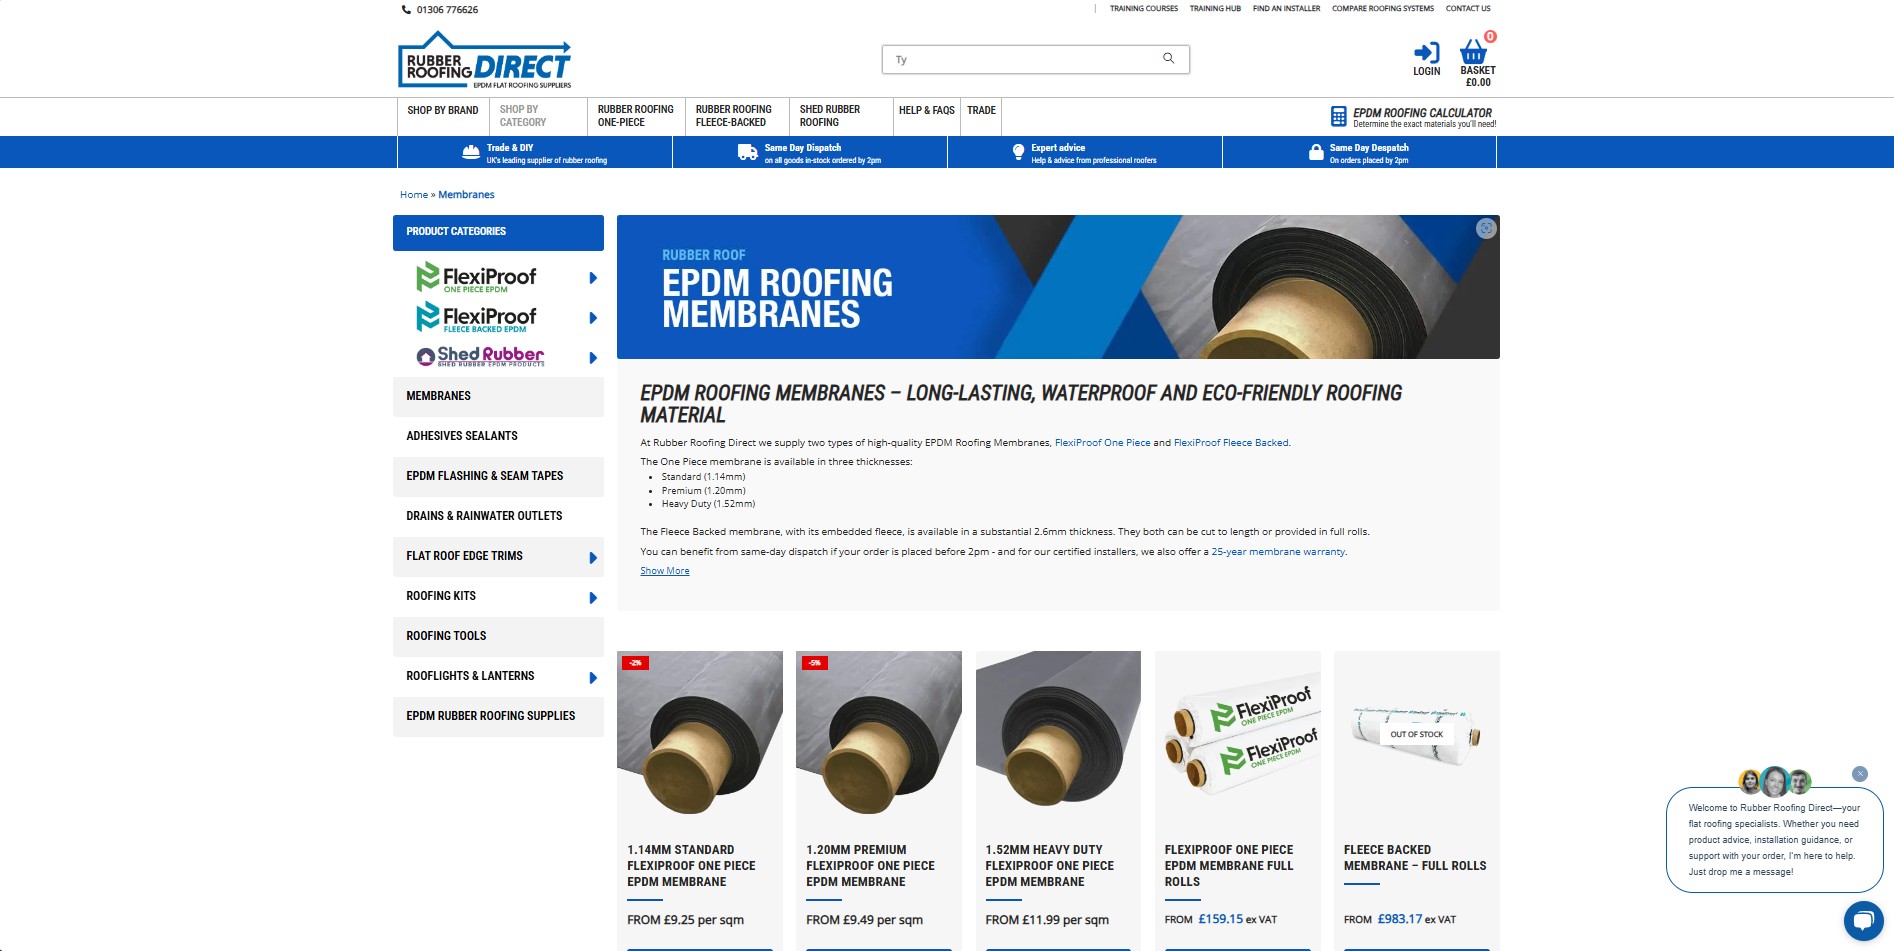 01306 776626
TRAINING COURSES
TRAINING HUB
FIND AN INSTALLER
COMPARE ROOFING SYSTEMS
CONTACT US
RUBBER
ROOFING DIRECT
EPDM FLAT ROOFING SUPPLIERS
Ty
LOGIN
0
BASKET
£0.00
SHOP BY BRAND
SHOP BY
CATEGORY
RUBBER ROOFING
ONE-PIECE
RUBBER ROOFING
FLEECE-BACKED
SHED RUBBER
ROOFING
HELP & FAQS
TRADE
EPDM ROOFING CALCULATOR
Determine the exact materials you'll need!
Trade & DIY
UK's leading supplier of rubber roofing
Same Day Dispatch
on all goods in-stock ordered by 2pm
Expert advice
Help & advice from professional roofers
Same Day Despatch
On orders placed by 2pm
Home » Membranes
PRODUCT CATEGORIES
FlexiProof
ONE PIECE EPDM
FlexiProof
FLEECE BACKED EPDM
Shed Rubber
SHED RUBBER EPDM PRODUCTS
MEMBRANES
ADHESIVES SEALANTS
EPDM FLASHING & SEAM TAPES
DRAINS & RAINWATER OUTLETS
FLAT ROOF EDGE TRIMS
ROOFING KITS
ROOFING TOOLS
ROOFLIGHTS & LANTERNS
EPDM RUBBER ROOFING SUPPLIES
RUBBER ROOF
EPDM ROOFING
MEMBRANES
EPDM ROOFING MEMBRANES – LONG-LASTING, WATERPROOF AND ECO-FRIENDLY ROOFING
MATERIAL
At Rubber Roofing Direct we supply two types of high-quality EPDM Roofing Membranes, FlexiProof One Piece and FlexiProof Fleece Backed.
The One Piece membrane is available in three thicknesses:
• Standard (1.14mm)
• Premium (1.20mm)
• Heavy Duty (1.52mm)
The Fleece Backed membrane, with its embedded fleece, is available in a substantial 2.6mm thickness. They both can be cut to length or provided in full rolls.
You can benefit from same-day dispatch if your order is placed before 2pm - and for our certified installers, we also offer a 25-year membrane warranty.
Show More
-2%
1.14MM STANDARD
FLEXIPROOF ONE PIECE
EPDM MEMBRANE
FROM £9.25 per sqm
-5%
1.20MM PREMIUM
FLEXIPROOF ONE PIECE
EPDM MEMBRANE
FROM £9.49 per sqm
1.52MM HEAVY DUTY
FLEXIPROOF ONE PIECE
EPDM MEMBRANE
FROM £11.99 per sqm
FlexiProof
ONE PIECE EPDM
FlexiProof
ONE PIECE EPDM
FLEXIPROOF ONE PIECE
EPDM MEMBRANE FULL
ROLLS
FROM £159.15 ex VAT
OUT OF STOCK
FLEECE BACKED
MEMBRANE – FULL ROLLS
FROM £983.17 ex VAT
Welcome to Rubber Roofing Direct—your
flat roofing specialists. Whether you need
product advice, installation guidance, or
support with your order, I'm here to help.
Just drop me a message!